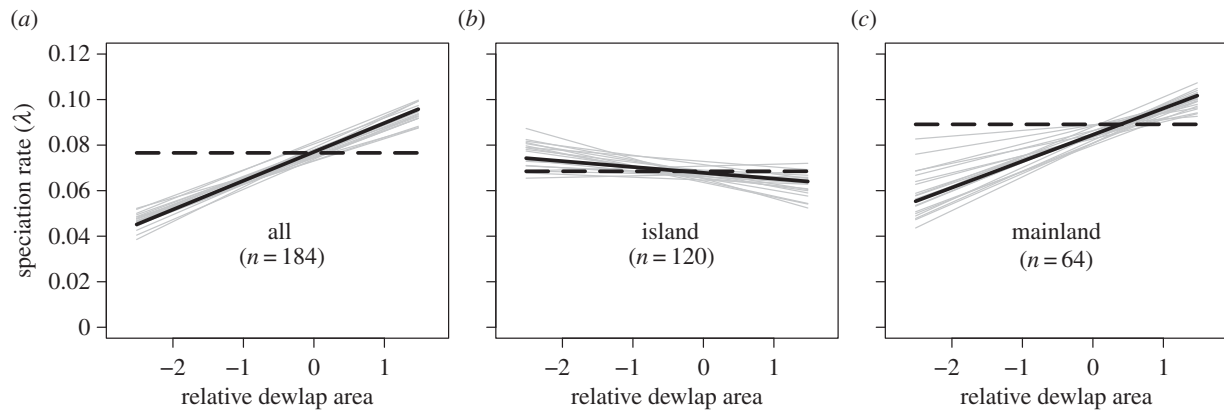 (a) (b) (c)
speciation rate (λ)
0.12
0.10
0.08
0.06
0.04
0.02
0
all
(n = 184)
island
(n = 120)
mainland
(n = 64)
−2 −1 0 1
−2 −1 0 1
−2 −1 0 1
relative dewlap area
relative dewlap area
relative dewlap area